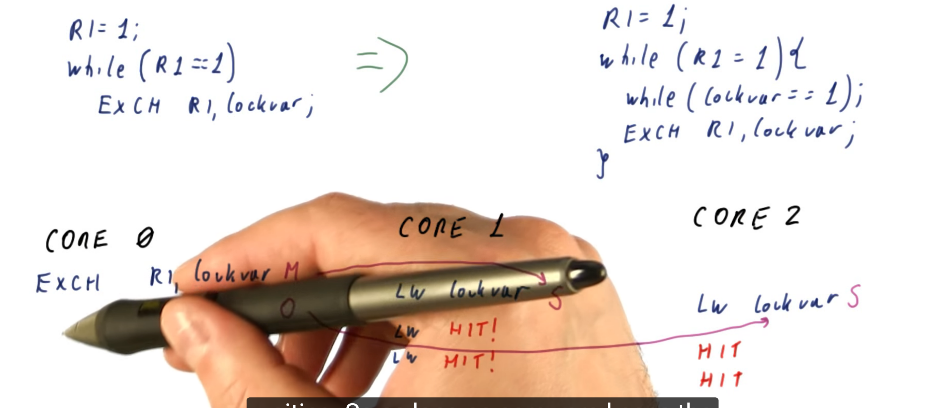 R1 = 1;
while (R1 == 1)
EXCH R1, lockvar;
=>
R1 = 1;
while (R1 = 1) {
while (lockvar == 1);
EXCH R1, lockvar;
}
CORE 0
EXCH R1, lockvar M
O
CORE 1
LW lockvar S
LW HIT!
LW HIT!
CORE 2
LW lockvar S
HIT
HIT